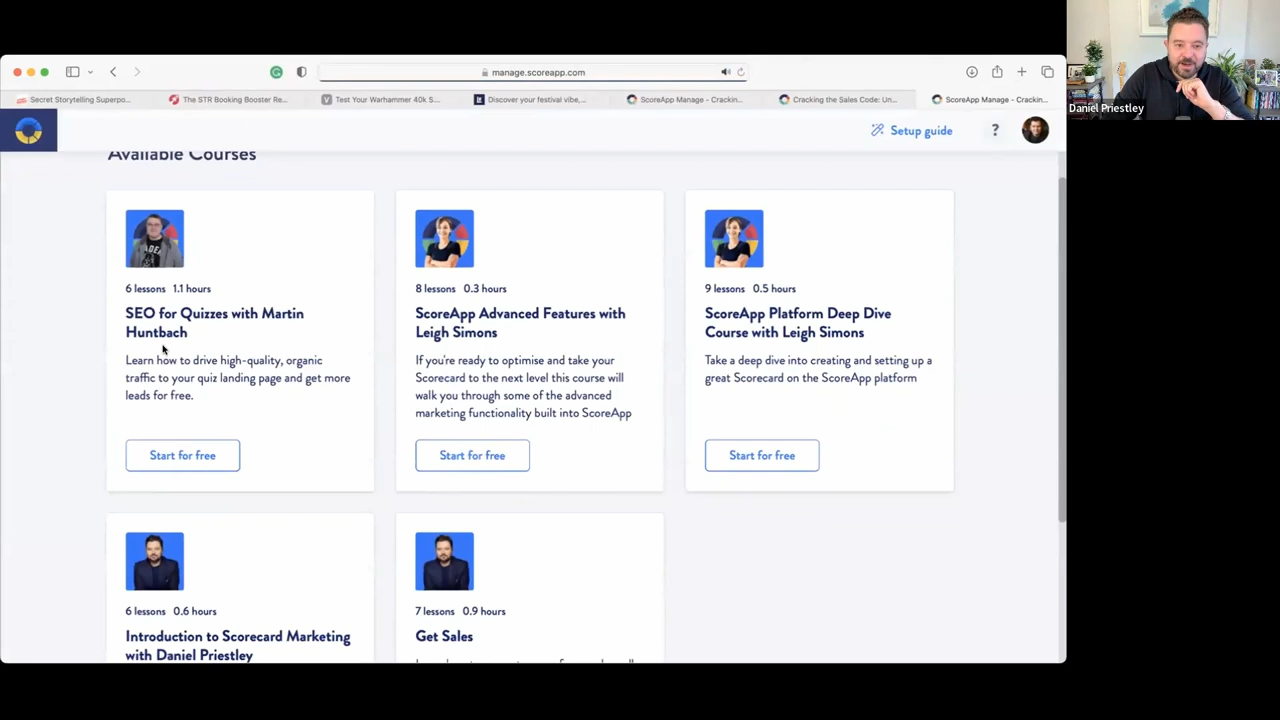 manage.scoreapp.com
Secret Storytelling Superpo...
The STR Booking Booster Re...
Test Your Warhammer 40k S...
Discover your festival vibe,...
ScoreApp Manage - Crackin...
Cracking the Sales Code: Un...
ScoreApp Manage - Crackin...
Daniel Priestley
Setup guide
?
Available Courses
6 lessons 1.1 hours
SEO for Quizzes with Martin
Huntbach
Learn how to drive high-quality, organic
traffic to your quiz landing page and get more
leads for free.
Start for free
8 lessons 0.3 hours
ScoreApp Advanced Features with
Leigh Simons
If you're ready to optimise and take your
Scorecard to the next level this course will
walk you through some of the advanced
marketing functionality built into ScoreApp
Start for free
9 lessons 0.5 hours
ScoreApp Platform Deep Dive
Course with Leigh Simons
Take a deep dive into creating and setting up a
great Scorecard on the ScoreApp platform
Start for free
6 lessons 0.6 hours
Introduction to Scorecard Marketing
with Daniel Priestley
7 lessons 0.9 hours
Get Sales